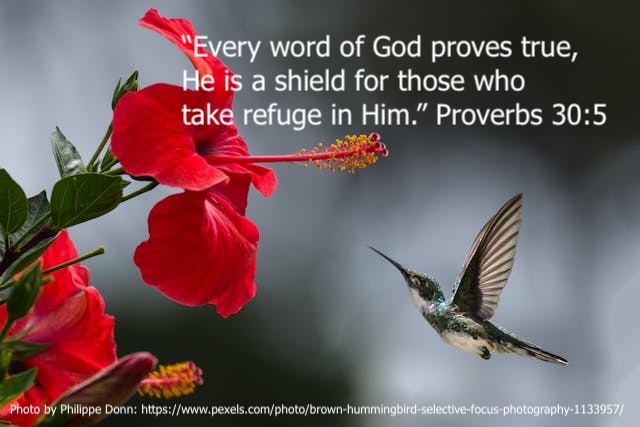 “Every word of God proves true,
He is a shield for those who
take refuge in Him.” Proverbs 30:5
Photo by Philippe Donn: https://www.pexels.com/photo/brown-hummingbird-selective-focus-photography-1133957/